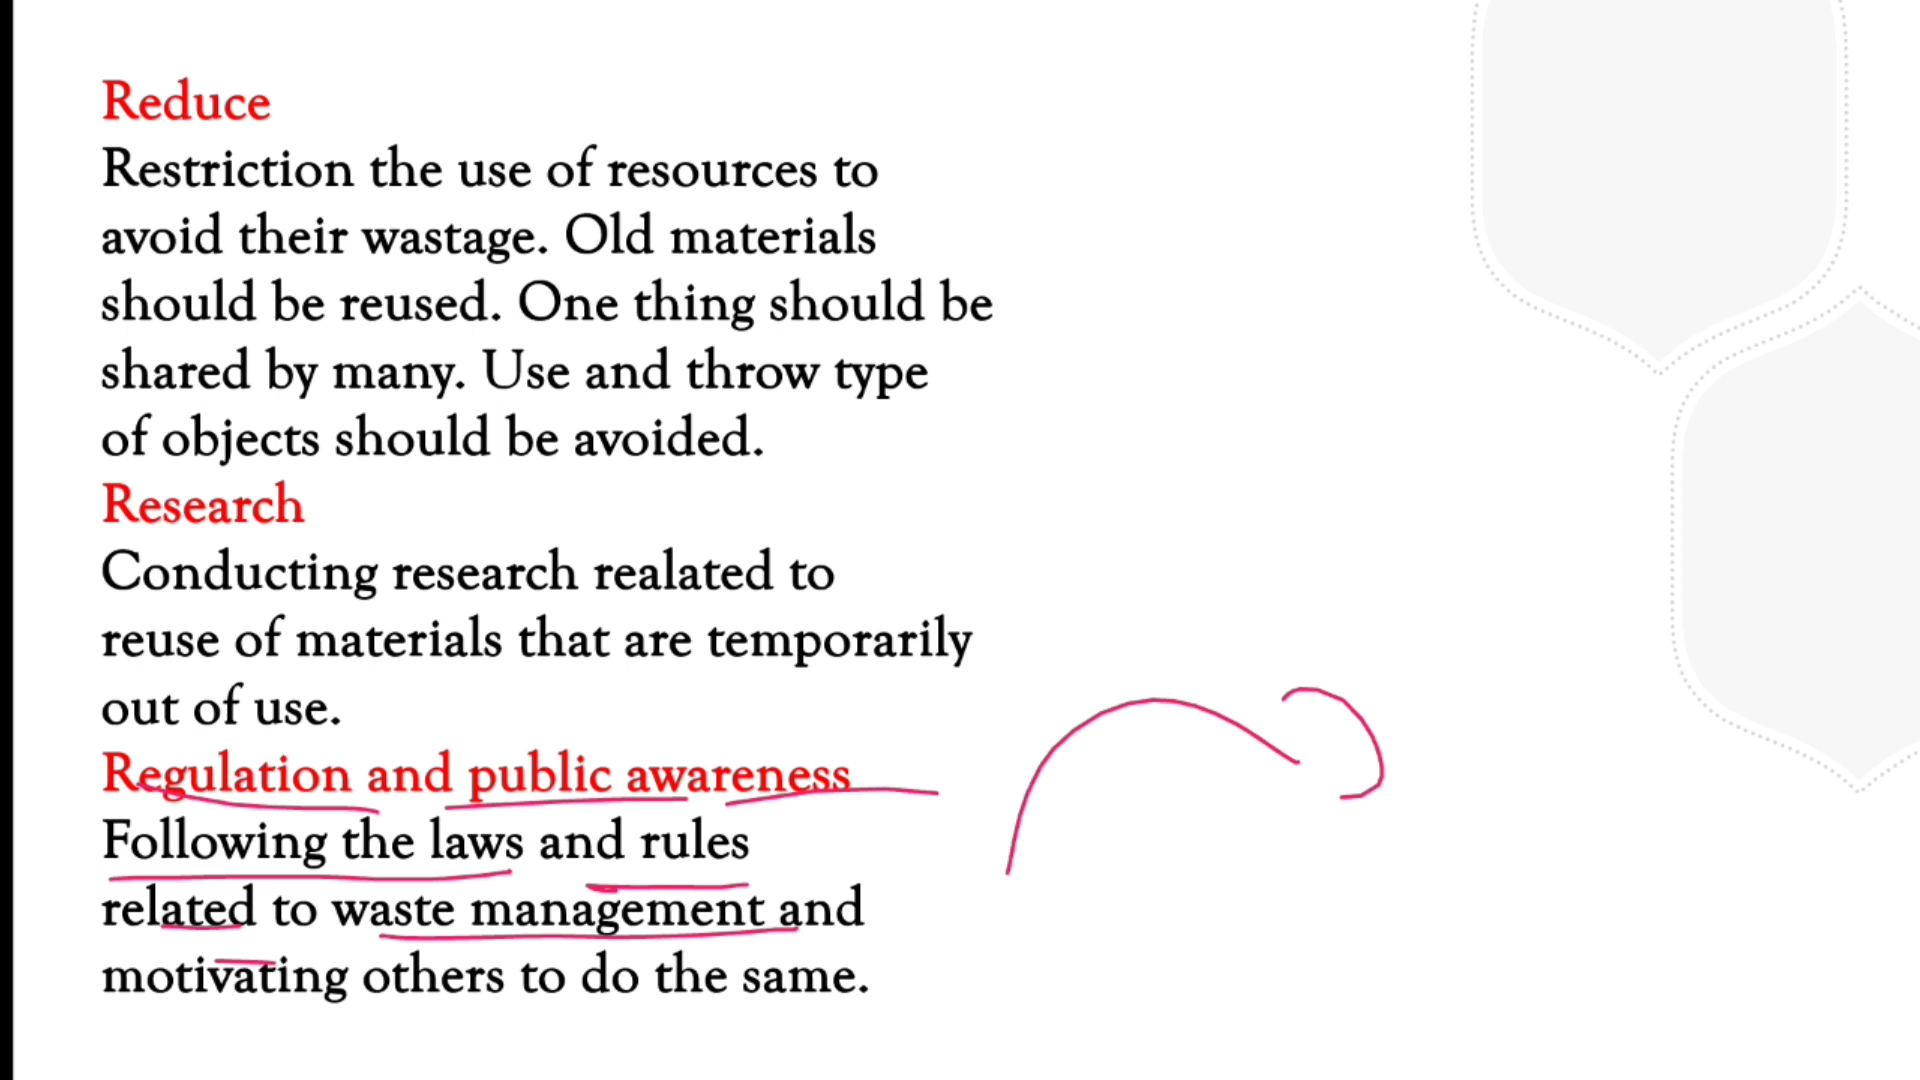 Reduce
Restriction the use of resources to
avoid their wastage. Old materials
should be reused. One thing should be
shared by many. Use and throw type
of objects should be avoided.
Research
Conducting research realated to
reuse of materials that are temporarily
out of use.
Regulation and public awareness
Following the laws and rules
related to waste management and
motivating others to do the same.